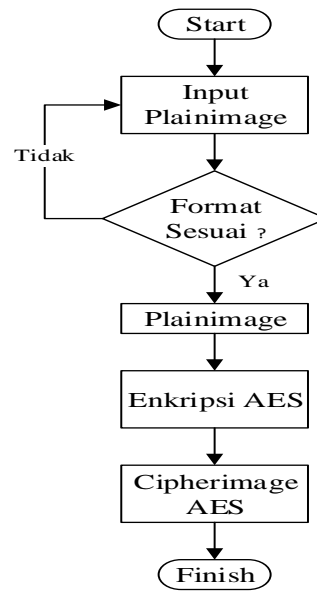 Start
Input
Plainimage
Tidak
Format
Sesuai ?
Ya
Plainimage
Enkripsi AES
Cipherimage
AES
Finish